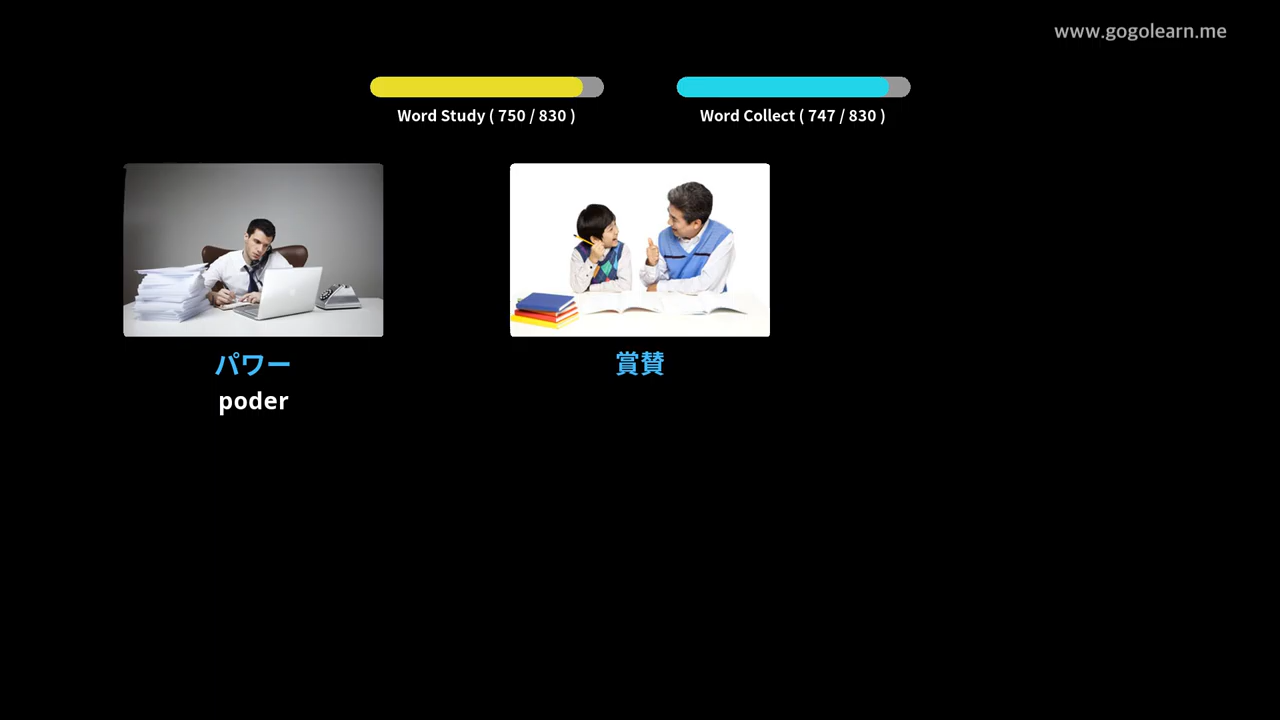 www.gogolearn.me
Word Study ( 750 / 830 )
Word Collect ( 747 / 830 )
パワー
poder
賞賛